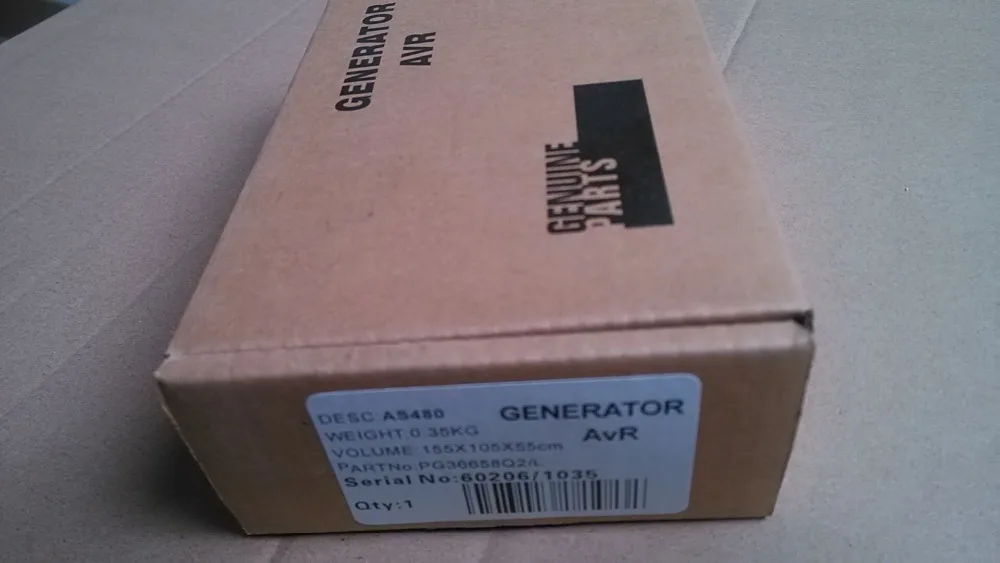 GENERATOR
AVR
GENUINE
PARTS
DESC:AS480
GENERATOR
AvR
WEIGHT:0.35KG
VOLUME:155X105X55cm
PARTNo:PG36658Q2/L
Serial No:60206/1035
Qty:1